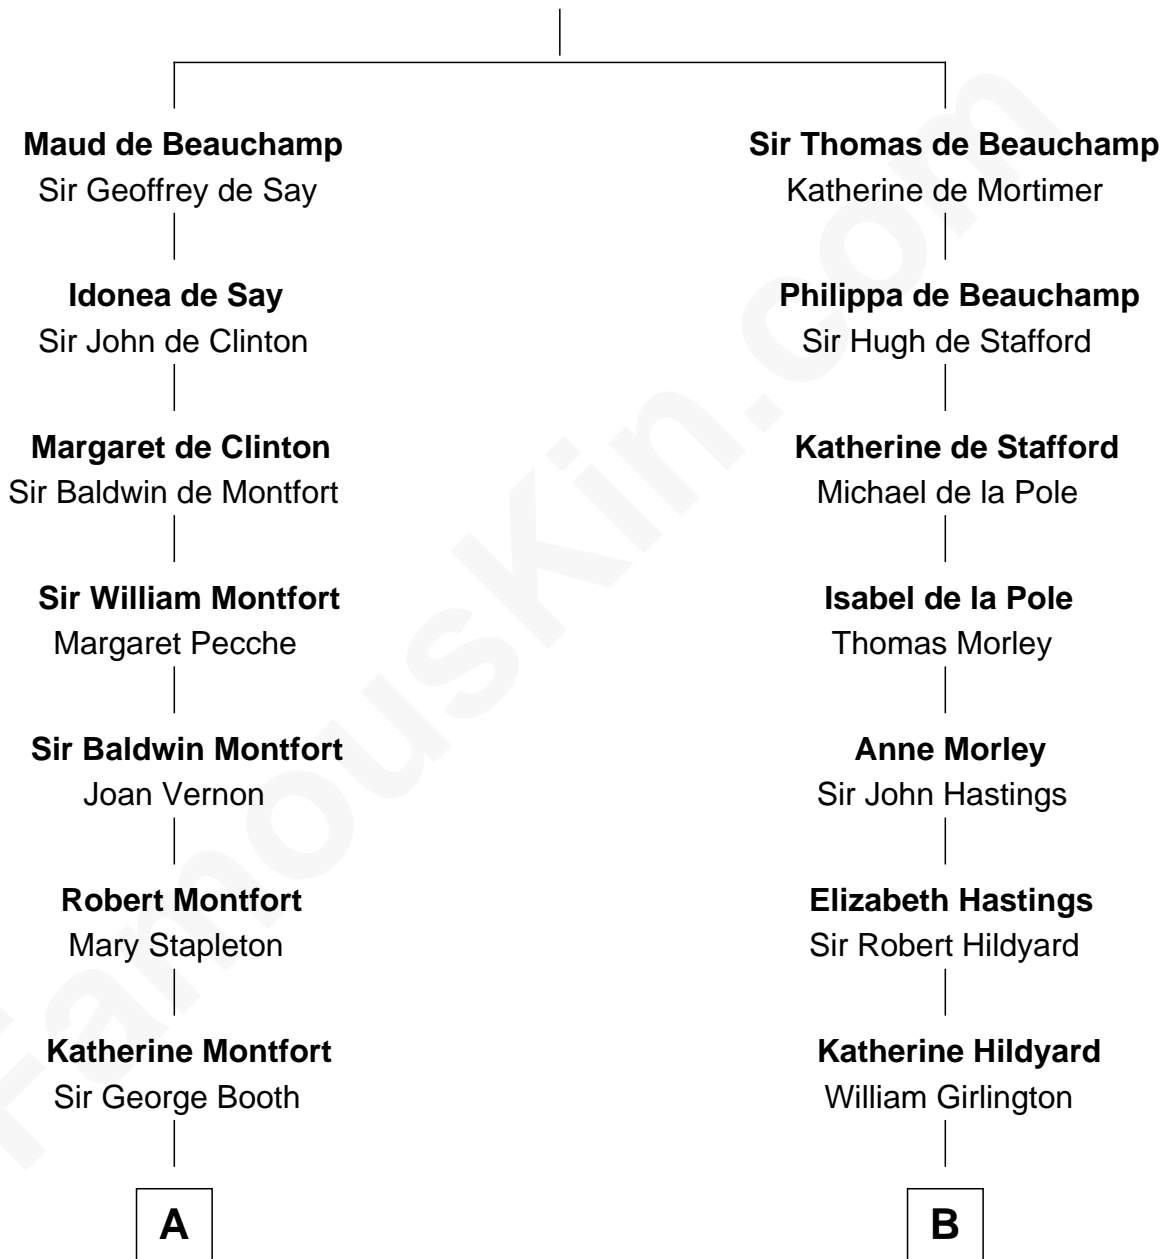 Maud de Beauchamp
Sir Geoffrey de Say
Sir Thomas de Beauchamp
Katherine de Mortimer
Idonea de Say
Sir John de Clinton
Philippa de Beauchamp
Sir Hugh de Stafford
Margaret de Clinton
Sir Baldwin de Montfort
Katherine de Stafford
Michael de la Pole
Sir William Montfort
Margaret Pecche
Isabel de la Pole
Thomas Morley
Sir Baldwin Montfort
Joan Vernon
Anne Morley
Sir John Hastings
Robert Montfort
Mary Stapleton
Elizabeth Hastings
Sir Robert Hildyard
Katherine Montfort
Sir George Booth
Katherine Hildyard
William Girlington
A
B
FamousKin.com